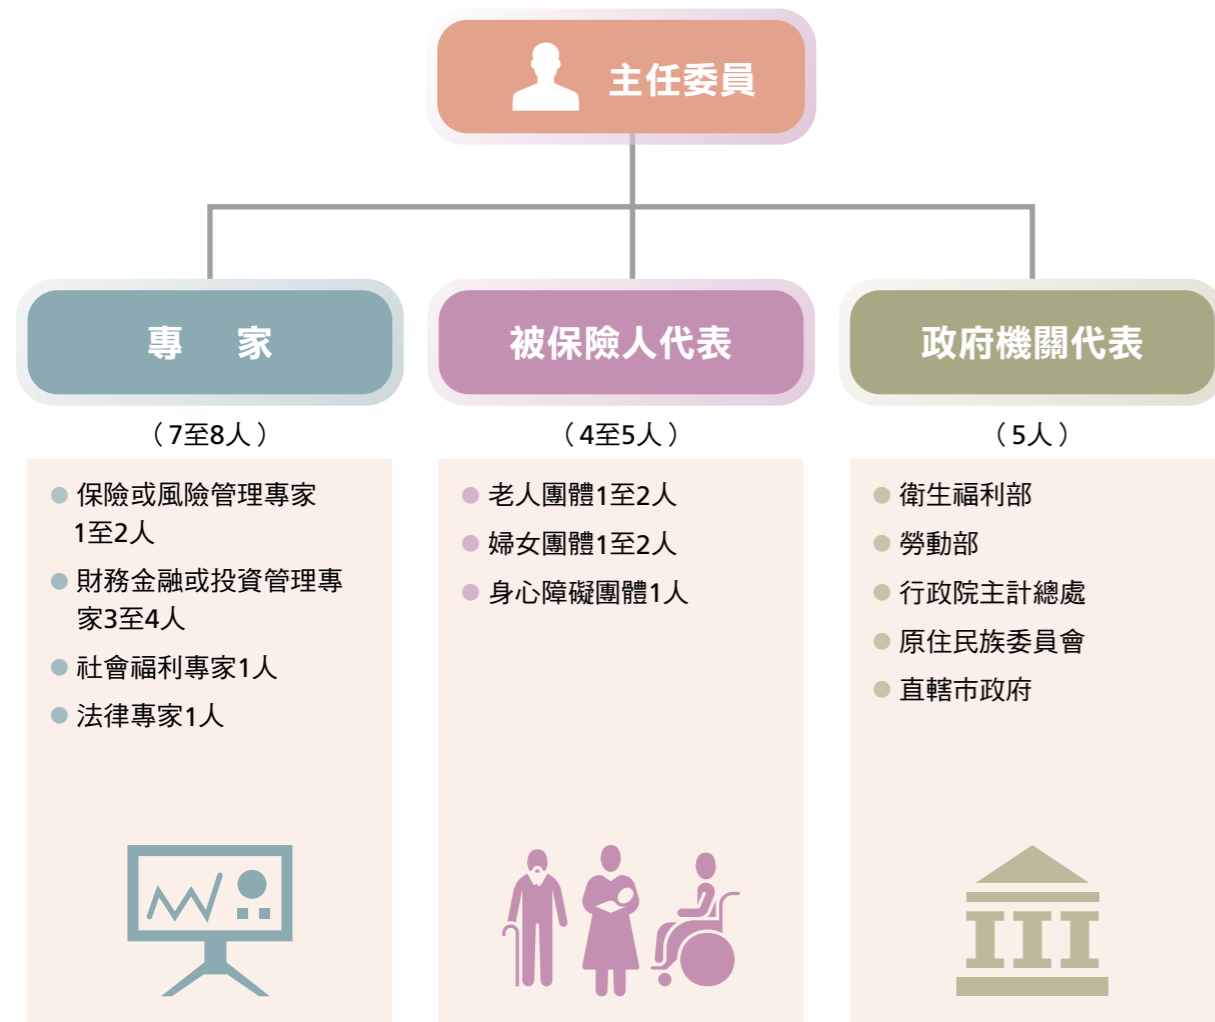 主任委員
專　家
（7至8人）
保險或風險管理專家
1至2人
財務金融或投資管理專
家3至4人
社會福利專家1人
法律專家1人
被保險人代表
（4至5人）
老人團體1至2人
婦女團體1至2人
身心障礙團體1人
政府機關代表
（5人）
衛生福利部
勞動部
行政院主計總處
原住民族委員會
直轄市政府